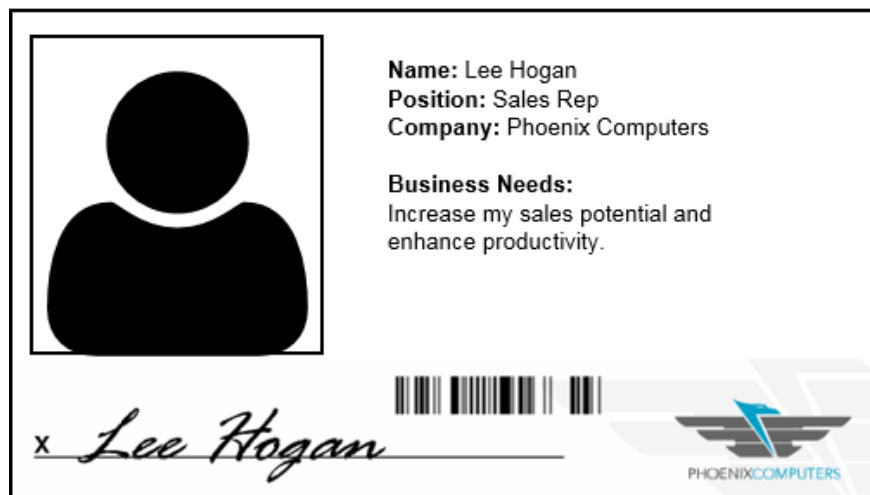 Name: Lee Hogan
Position: Sales Rep
Company: Phoenix Computers
Business Needs:
Increase my sales potential and
enhance productivity.
x Lee Hogan
PHOENIXCOMPUTERS